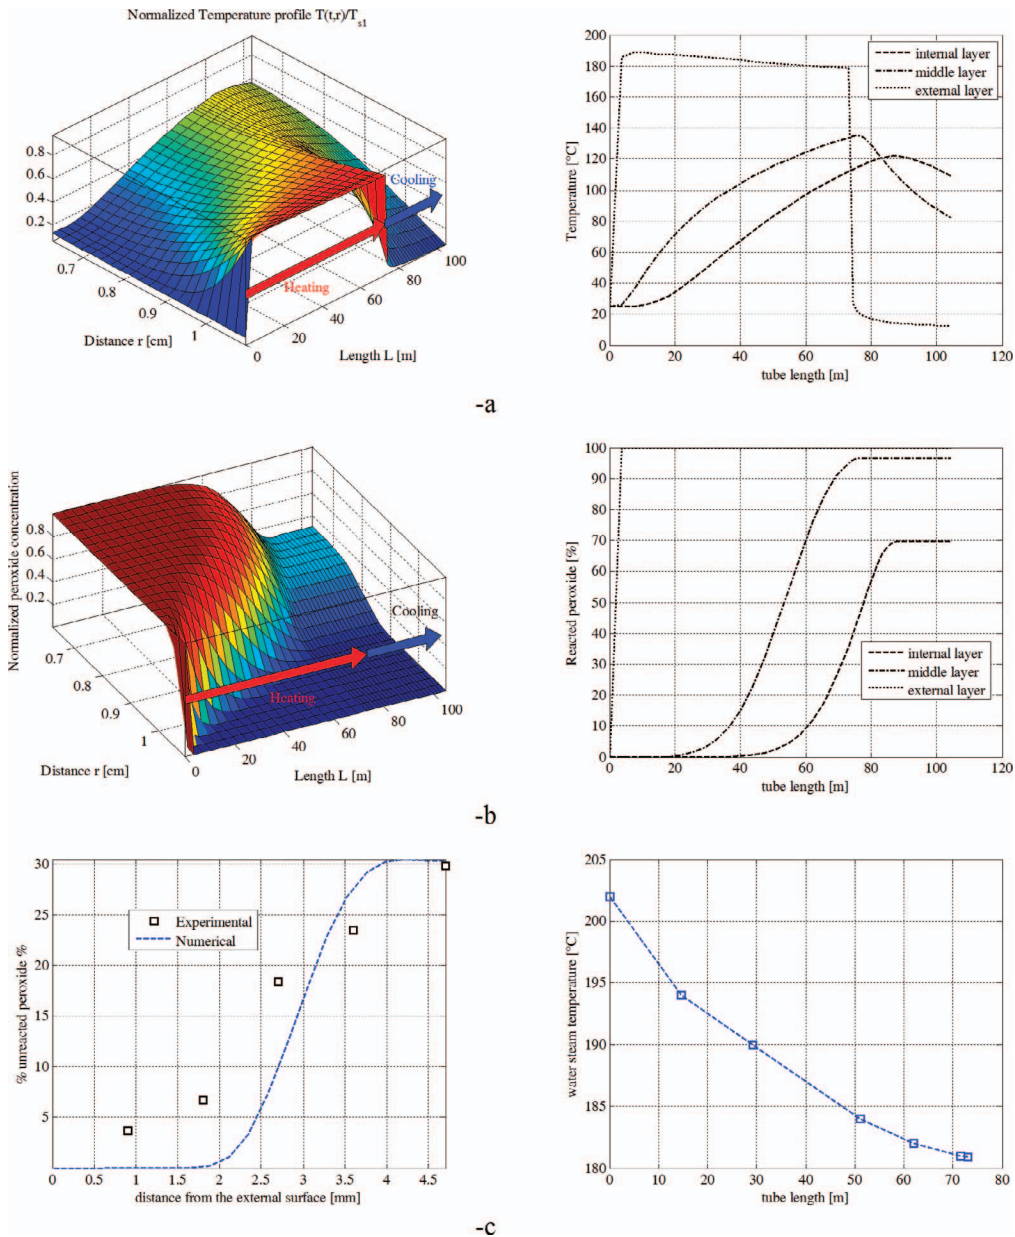 Normalized Temperature profile T(t,r)/T_s1
0.8
0.6
0.4
0.2
0.7
0.8
0.9
1
Distance r [cm]
0
20
40
60
80
100
Length L [m]
Heating
Cooling
200
180
160
140
120
100
80
60
40
20
0
Temperature [°C]
internal layer
middle layer
external layer
0 20 40 60 80 100 120
tube length [m]
-a
Normalized peroxide concentration
0.8
0.6
0.4
0.2
0.7
0.8
0.9
1
Distance r [cm]
0
20
40
60
80
100
Length L [m]
Heating
Cooling
100
90
80
70
60
50
40
30
20
10
0
Reacted peroxide [%]
internal layer
middle layer
external layer
0 20 40 60 80 100 120
tube length [m]
-b
30
25
20
15
10
5
% unreacted peroxide %
Experimental
Numerical
0 0.5 1 1.5 2 2.5 3 3.5 4 4.5
distance from the external surface [mm]
205
200
195
190
185
180
water steam temperature [°C]
0 10 20 30 40 50 60 70 80
tube length [m]
-c